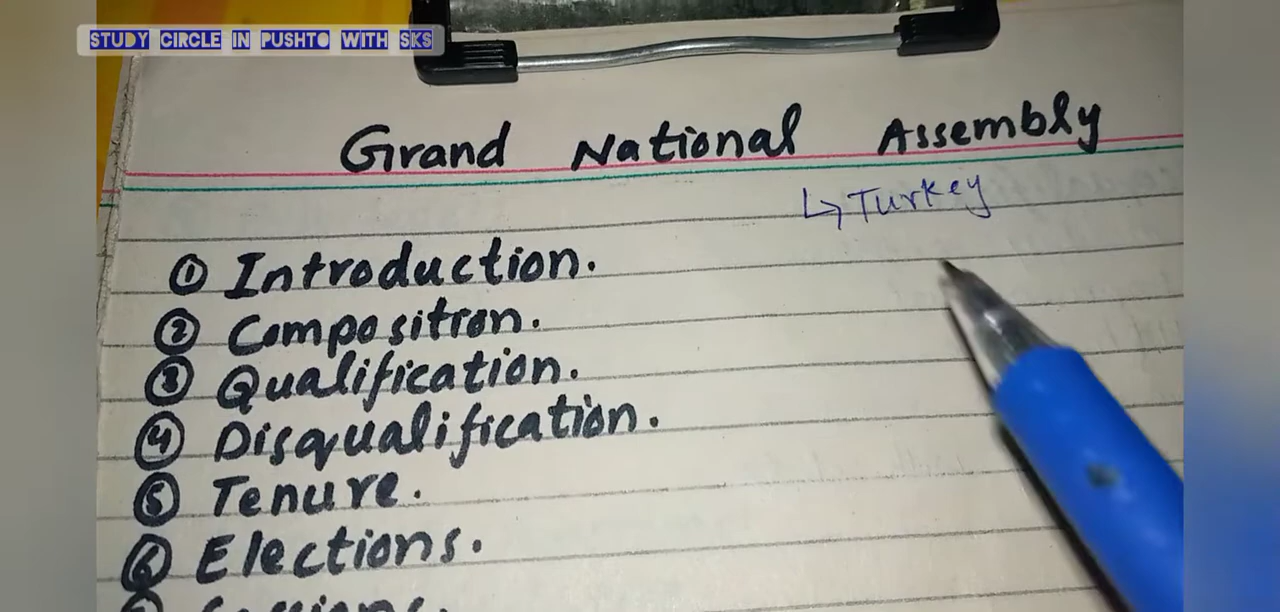 STUDY CIRCLE IN PUSHTO WITH SKS
Grand National Assembly
↳ Turkey
① Introduction.
② Composition.
③ Qualification.
④ Disqualification.
⑤ Tenure.
⑥ Elections.